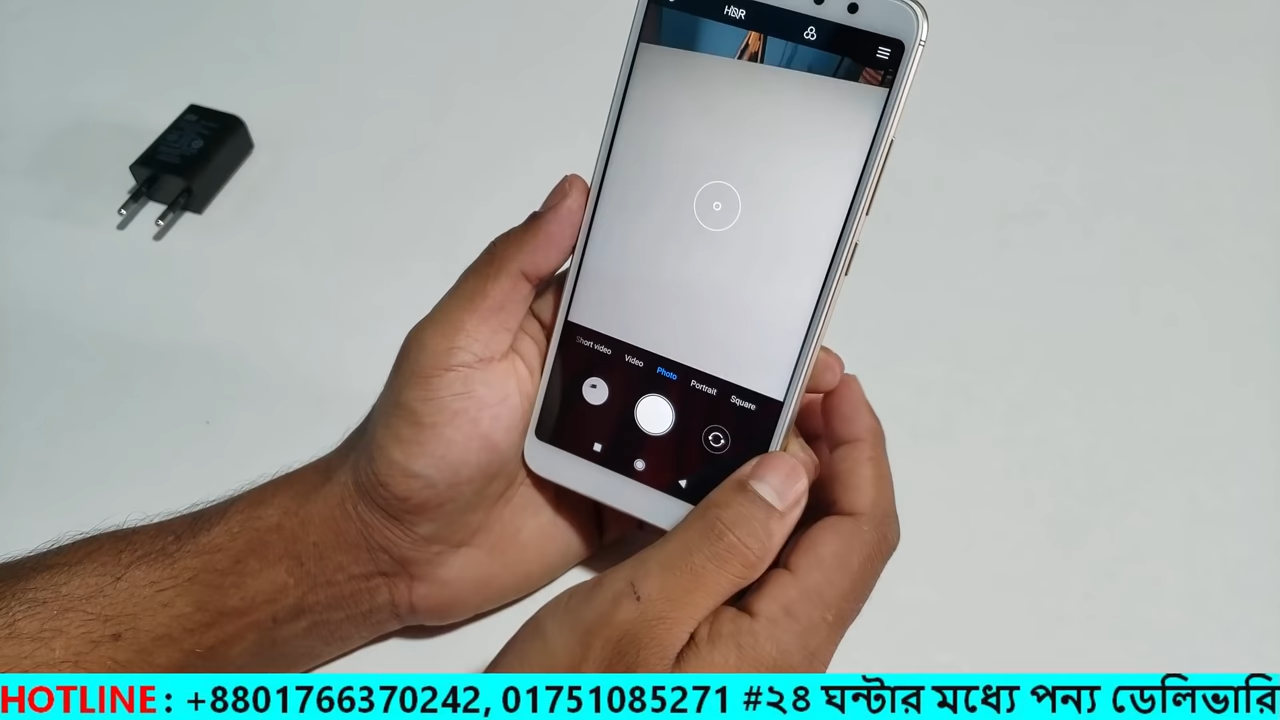 HDR
Short video Video Photo Portrait Square
HOTLINE : +8801766370242, 01751085271 #২৪ ঘন্টার মধ্যে পন্য ডেলিভারি